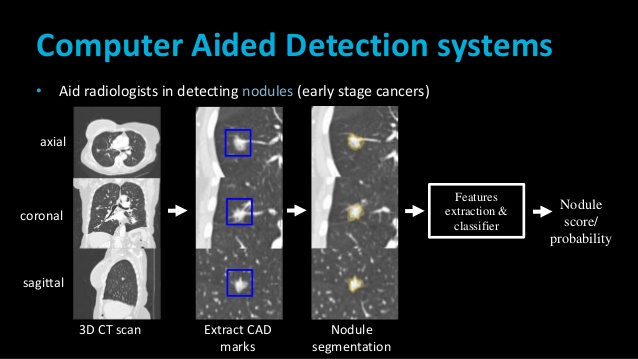 Computer Aided Detection systems
• Aid radiologists in detecting nodules (early stage cancers)
axial
coronal
sagittal
3D CT scan
Extract CAD
marks
Nodule
segmentation
Features
extraction &
classifier
Nodule
score/
probability